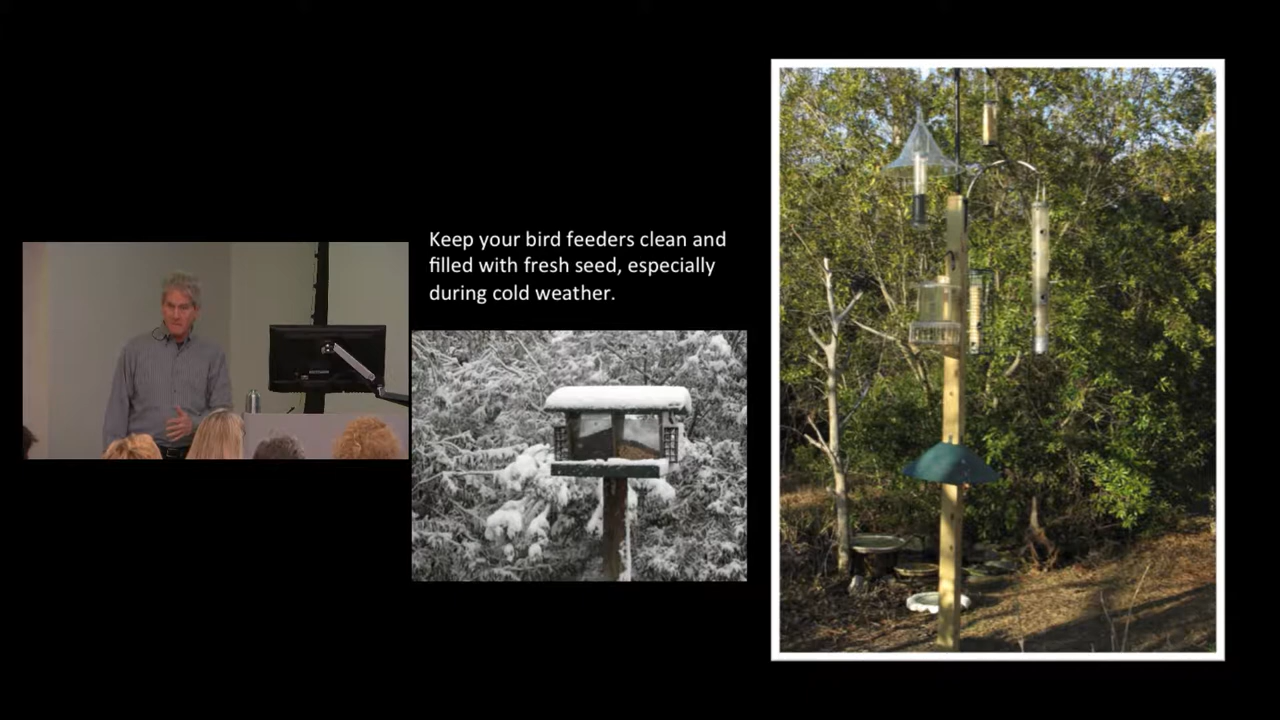 Keep your bird feeders clean and
filled with fresh seed, especially
during cold weather.